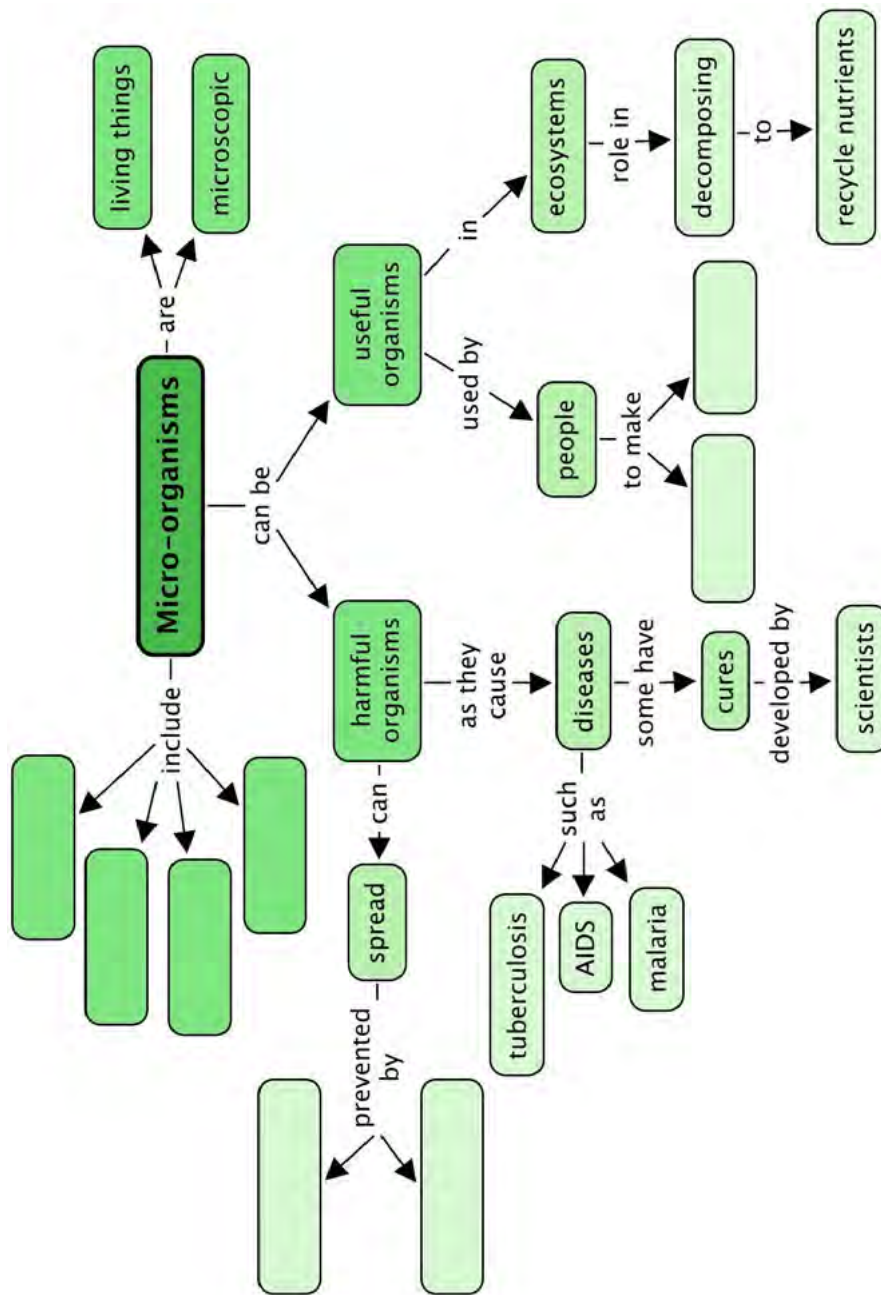 Micro-organisms
are
living things
microscopic
include
can be
harmful
organisms
useful
organisms
can
spread
prevented
by
as they
cause
diseases
such
as
tuberculosis
AIDS
malaria
some have
cures
developed by
scientists
used by
people
to make
in
ecosystems
role in
decomposing
to
recycle nutrients